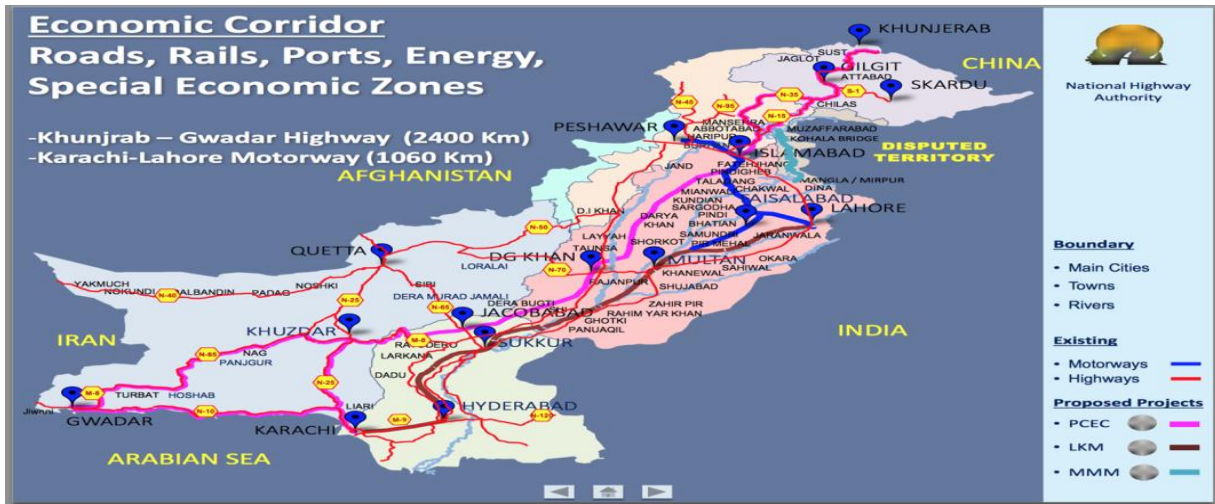 Economic Corridor
Roads, Rails, Ports, Energy,
Special Economic Zones
-Khunjrab – Gwadar Highway (2400 Km)
-Karachi-Lahore Motorway (1060 Km)
KHUNJERAB
SUST
JAGLOT
GILGIT
CHINA
ATTABAD
SKARDU
N-45
N-95
N-35
S-1
CHILAS
N-15
MANSEHRA
PESHAWAR
ABBOTABAD
HARIPUR
MUZAFFARABAD
KOHALA BRIDGE
ISLAMABAD
DISPUTED
TERRITORY
AFGHANISTAN
JAND
FATEHJHANG
PINDIGHEB
TALAGANG
CHAKWAL
MANGLA / MIRPUR
DINA
MIANWALI
KUNDIAN
FAISALABAD
SARGODHA
LAHORE
D.I KHAN
DARYA
KHAN
PINDI
BHATIAN
N-50
LAYYAH
SAMUNDRI
JARANWALA
QUETTA
TAUNSA
SHORKOT
PIR MEHAL
DG KHAN
MULTAN
OKARA
LORALAI
N-70
KHANEWAL
SAHIWAL
YAKMUCH
NOKUNDI
N-40
DALBANDIN
PADAG
NOSHKI
SIBI
RAJANPUR
SHUJABAD
N-25
DERA MURAD JAMALI
N-65
DERA BUGTI
ZAHIR PIR
RAHIM YAR KHAN
JACOBABAD
GHOTKI
PANUAQIL
INDIA
KHUZDAR
IRAN
M-8
SUKKUR
N-85
NAG
PANJGUR
LARKANA
N-25
DADU
M-8
TURBAT
HOSHAB
Jiwni
N-10
LIARI
HYDERABAD
GWADAR
M-9
N-120
KARACHI
ARABIAN SEA
National Highway
Authority
Boundary
• Main Cities
• Towns
• Rivers
Existing
• Motorways
• Highways
Proposed Projects
• PCEC
• LKM
• MMM